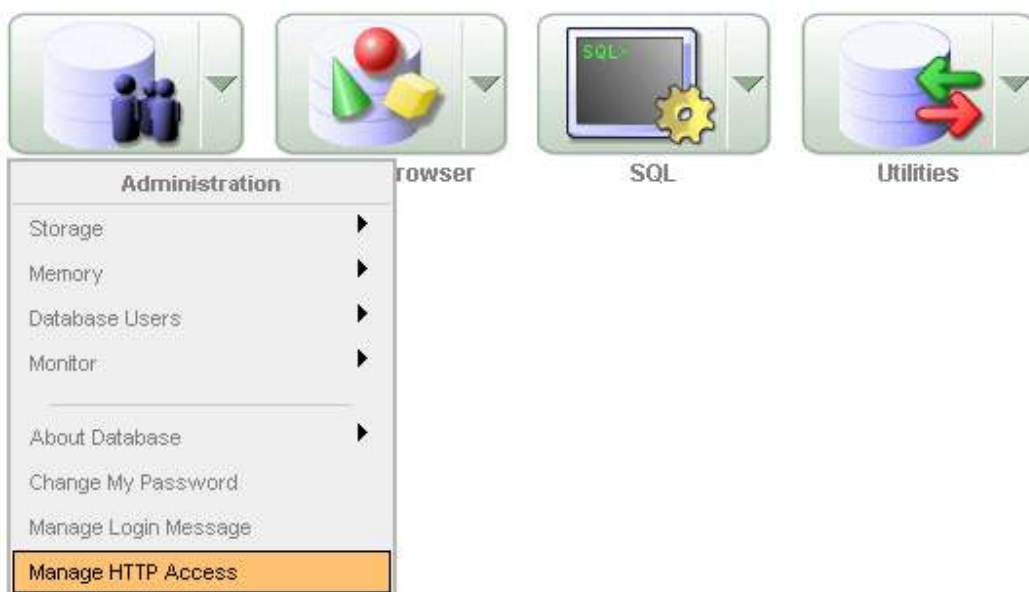 SQL>
rowser
SQL
Utilities
Administration
Storage
Memory
Database Users
Monitor
About Database
Change My Password
Manage Login Message
Manage HTTP Access